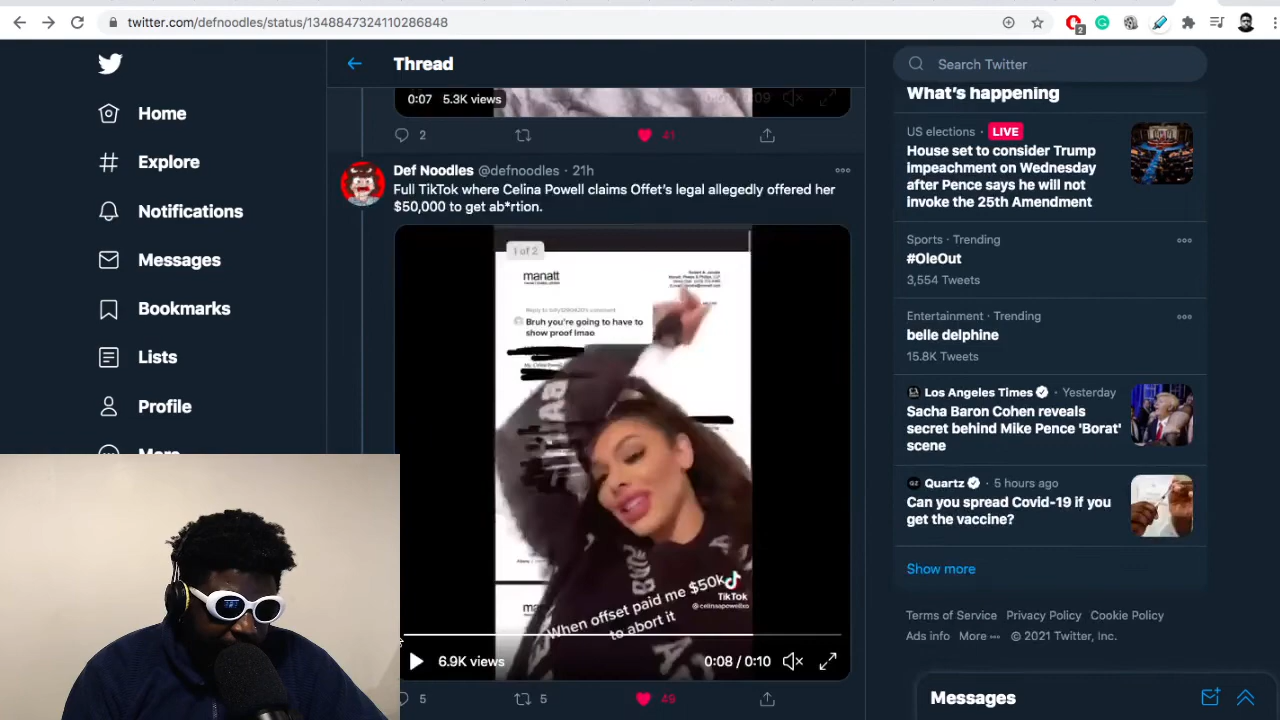 twitter.com/defnoodles/status/1348847324110286848
2
Home
Explore
Notifications
Messages
Bookmarks
Lists
Profile
More
Thread
0:07 5.3K views
2
41
Def Noodles @defnoodles · 21h
Full TikTok where Celina Powell claims Offet's legal allegedly offered her
$50,000 to get ab*rtion.
1 of 2
manatt
Bruh you're going to have to
show proof lmao
When offset paid me $50k
to abort it
TikTok
@celinaapowellxo
6.9K views
0:08 / 0:10
5
5
49
Search Twitter
What's happening
US elections · LIVE
House set to consider Trump
impeachment on Wednesday
after Pence says he will not
invoke the 25th Amendment
Sports · Trending
#OleOut
3,554 Tweets
Entertainment · Trending
belle delphine
15.8K Tweets
Los Angeles Times · Yesterday
Sacha Baron Cohen reveals
secret behind Mike Pence 'Borat'
scene
Quartz · 5 hours ago
Can you spread Covid-19 if you
get the vaccine?
Show more
Terms of Service Privacy Policy Cookie Policy
Ads info More ··· © 2021 Twitter, Inc.
Messages